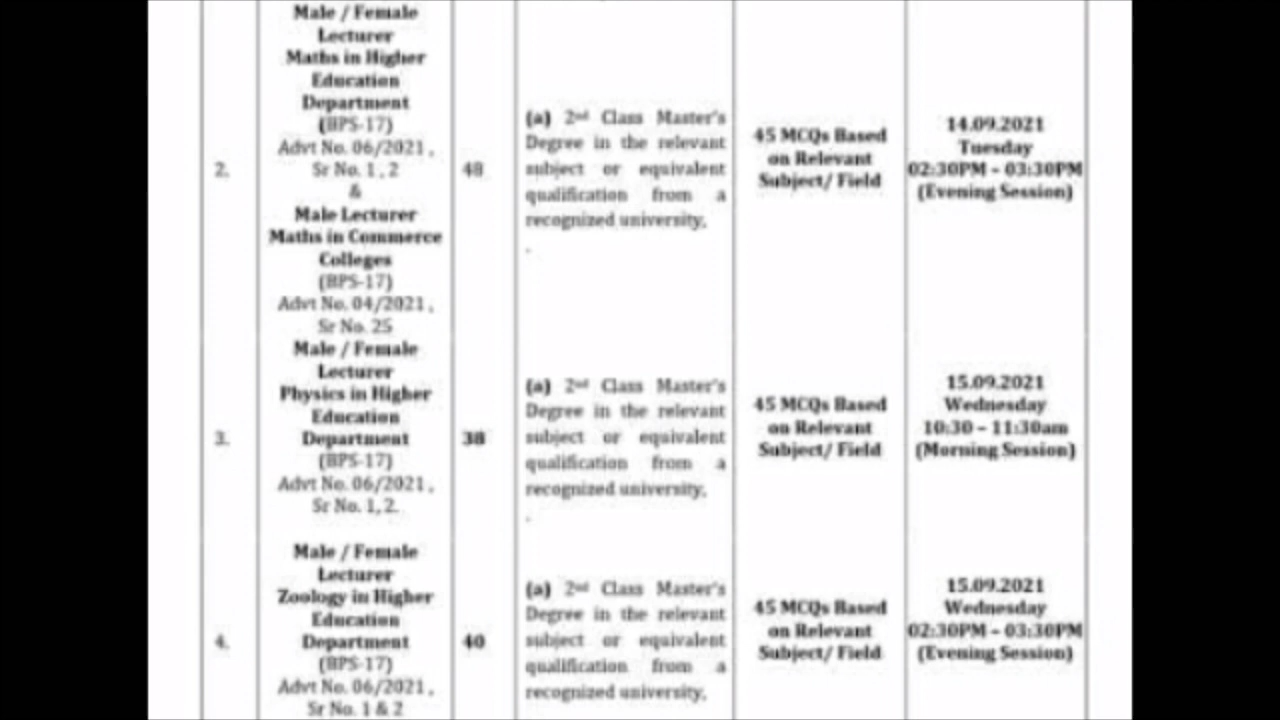 Male / Female
Lecturer
Maths in Higher
Education
Department
(BPS-17)
Advt No. 06/2021 ,
Sr No. 1 , 2
&
Male Lecturer
Maths in Commerce
Colleges
(BPS-17)
Advt No. 04/2021 ,
Sr No. 25
2.
48
(a) 2nd Class Master's
Degree in the relevant
subject or equivalent
qualification from a
recognized university,
.
45 MCQs Based
on Relevant
Subject/ Field
14.09.2021
Tuesday
02:30PM – 03:30PM
(Evening Session)
3.
Male / Female
Lecturer
Physics in Higher
Education
Department
(BPS-17)
Advt No. 06/2021 ,
Sr No. 1, 2.
38
(a) 2nd Class Master's
Degree in the relevant
subject or equivalent
qualification from a
recognized university,
.
45 MCQs Based
on Relevant
Subject/ Field
15.09.2021
Wednesday
10:30 – 11:30am
(Morning Session)
4.
Male / Female
Lecturer
Zoology in Higher
Education
Department
(BPS-17)
Advt No. 06/2021 ,
Sr No. 1 & 2
40
(a) 2nd Class Master's
Degree in the relevant
subject or equivalent
qualification from a
recognized university,
45 MCQs Based
on Relevant
Subject/ Field
15.09.2021
Wednesday
02:30PM – 03:30PM
(Evening Session)